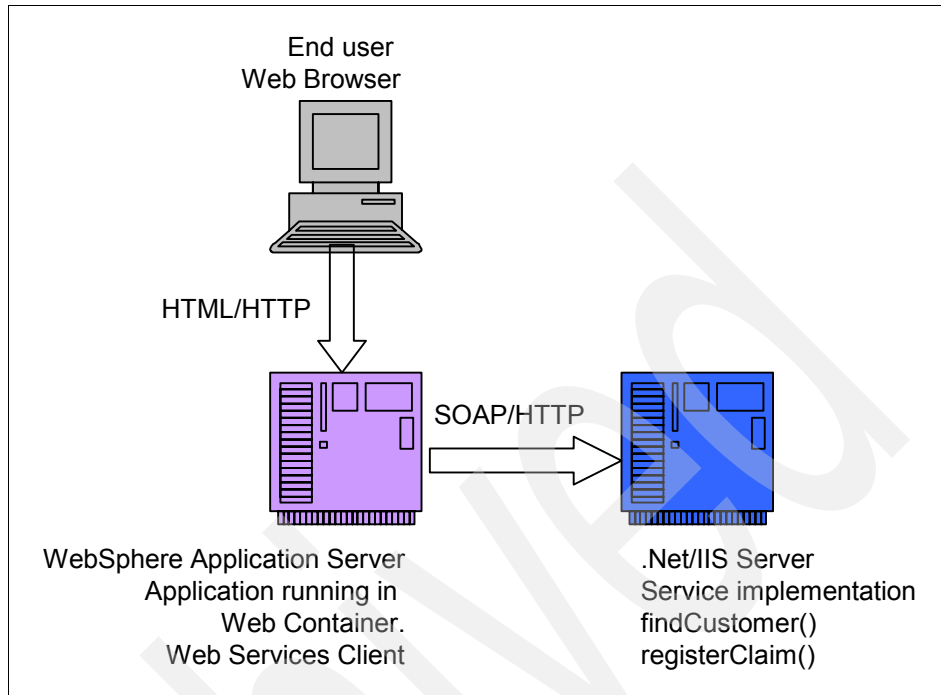 End user
Web Browser
HTML/HTTP
SOAP/HTTP
WebSphere Application Server
Application running in
Web Container.
Web Services Client
.Net/IIS Server
Service implementation
findCustomer()
registerClaim()